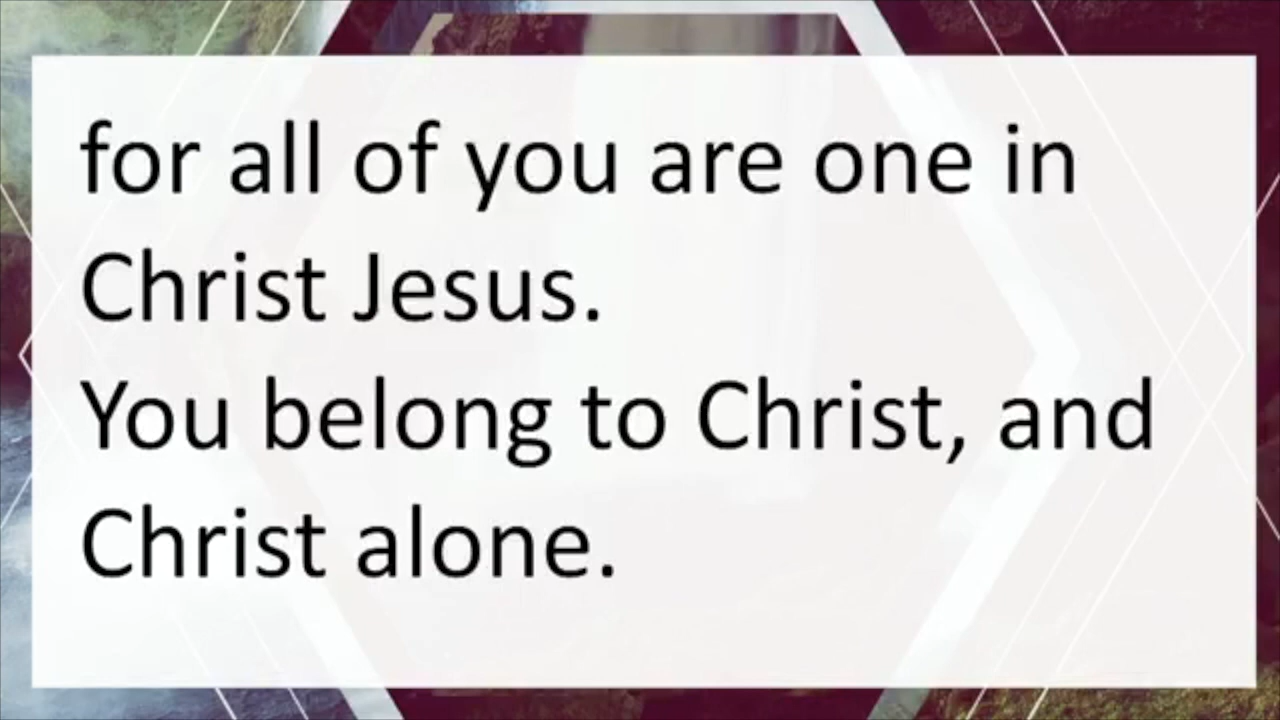 for all of you are one in
Christ Jesus.
You belong to Christ, and
Christ alone.